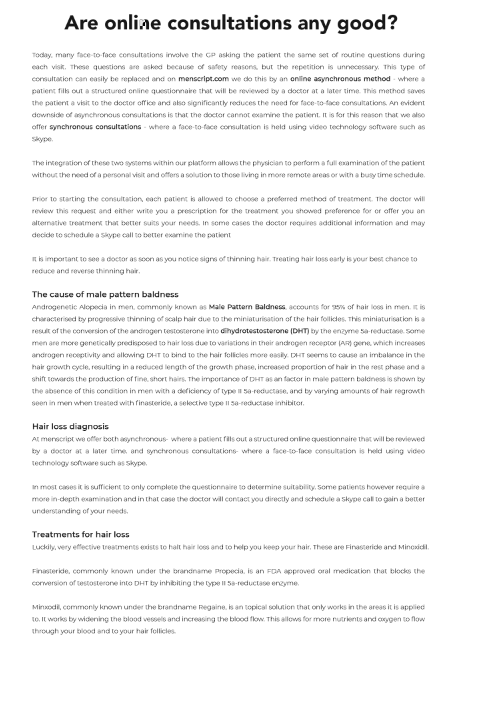 Are online consultations any good?
Today, many face-to-face consultations involve the GP asking the patient the same set of routine questions during
each visit. These questions are asked because of safety reasons, but the repetition is unnecessary. This type of
consultation can easily be replaced and on menscript.com we do this by an online asynchronous method - where a
patient fills out a structured online questionnaire that will be reviewed by a doctor at a later time. This method saves
the patient a visit to the doctor office and also significantly reduces the need for face-to-face consultations. An evident
downside of asynchronous consultations is that the doctor cannot examine the patient. It is for this reason that we also
offer synchronous consultations - where a face-to-face consultation is held using video technology software such as
Skype.
The integration of these two systems within our platform allows the physician to perform a full examination of the patient
without the need of a personal visit and offers a solution to those living in more remote areas or with a busy time schedule.
Prior to starting the consultation, each patient is allowed to choose a preferred method of treatment. The doctor will
review this request and either write you a prescription for the treatment you showed preference for or offer you an
alternative treatment that better suits your needs. In some cases the doctor requires additional information and may
decide to schedule a Skype call to better examine the patient
It is important to see a doctor as soon as you notice signs of thinning hair. Treating hair loss early is your best chance to
reduce and reverse thinning hair.
The cause of male pattern baldness
Androgenetic Alopecia in men, commonly known as Male Pattern Baldness, accounts for 95% of hair loss in men. It is
characterised by progressive thinning of scalp hair due to the miniaturisation of the hair follicles. This miniaturisation is a
result of the conversion of the androgen testosterone into dihydrotestosterone (DHT) by the enzyme 5a-reductase. Some
men are more genetically predisposed to hair loss due to variations in their androgen receptor (AR) gene, which increases
androgen receptivity and allowing DHT to bind to the hair follicles more easily. DHT seems to cause an imbalance in the
hair growth cycle, resulting in a reduced length of the growth phase, increased proportion of hair in the rest phase and a
shift towards the production of fine, short hairs. The importance of DHT as an factor in male pattern baldness is shown by
the absence of this condition in men with a deficiency of type II 5a-reductase, and by varying amounts of hair regrowth
seen in men when treated with finasteride, a selective type II 5a-reductase inhibitor.
Hair loss diagnosis
At menscript we offer both asynchronous- where a patient fills out a structured online questionnaire that will be reviewed
by a doctor at a later time, and synchronous consultations- where a face-to-face consultation is held using video
technology software such as Skype.
In most cases it is sufficient to only complete the questionnaire to determine suitability. Some patients however require a
more in-depth examination and in that case the doctor will contact you directly and schedule a Skype call to gain a better
understanding of your needs.
Treatments for hair loss
Luckily, very effective treatments exists to halt hair loss and to help you keep your hair. These are Finasteride and Minoxidil.
Finasteride, commonly known under the brandname Propecia, is an FDA approved oral medication that blocks the
conversion of testosterone into DHT by inhibiting the type II 5a-reductase enzyme.
Minxodil, commonly known under the brandname Regaine, is an topical solution that only works in the areas it is applied
to. It works by widening the blood vessels and increasing the blood flow. This allows for more nutrients and oxygen to flow
through your blood and to your hair follicles.